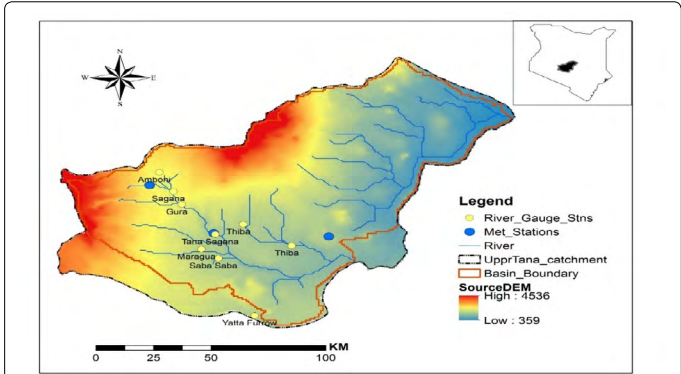 N
W
E
S
Amboni
Sagana
Gura
Thiba
Tana Sagana
Thiba
Maragua
Saba Saba
Yatta Furrow
Legend
River_Gauge_Stns
Met_Stations
River
UpprTana_catchment
Basin_Boundary
SourceDEM
High : 4536
Low : 359
KM
0 25 50 100